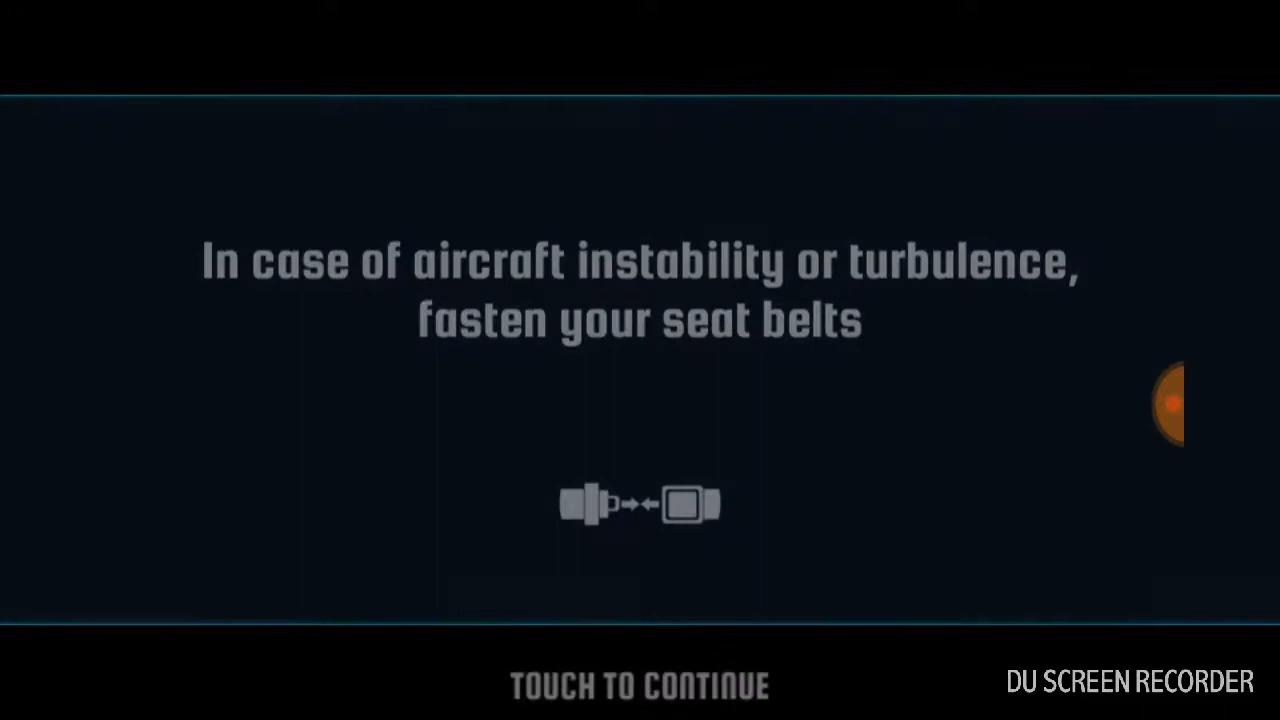 In case of aircraft instability or turbulence,
fasten your seat belts
TOUCH TO CONTINUE
DU SCREEN RECORDER